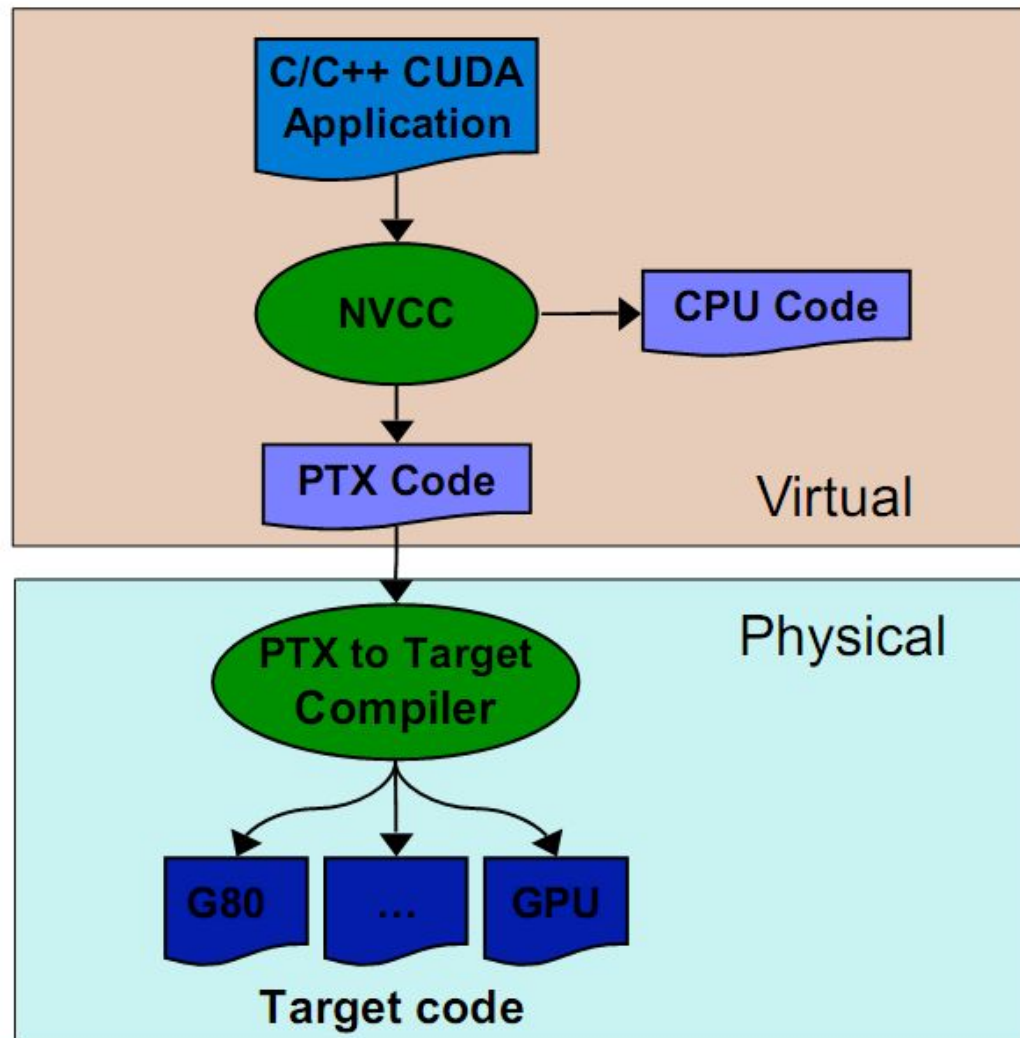 C/C++ CUDA
Application
NVCC
CPU Code
PTX Code
Virtual
Physical
PTX to Target
Compiler
G80
...
GPU
Target code